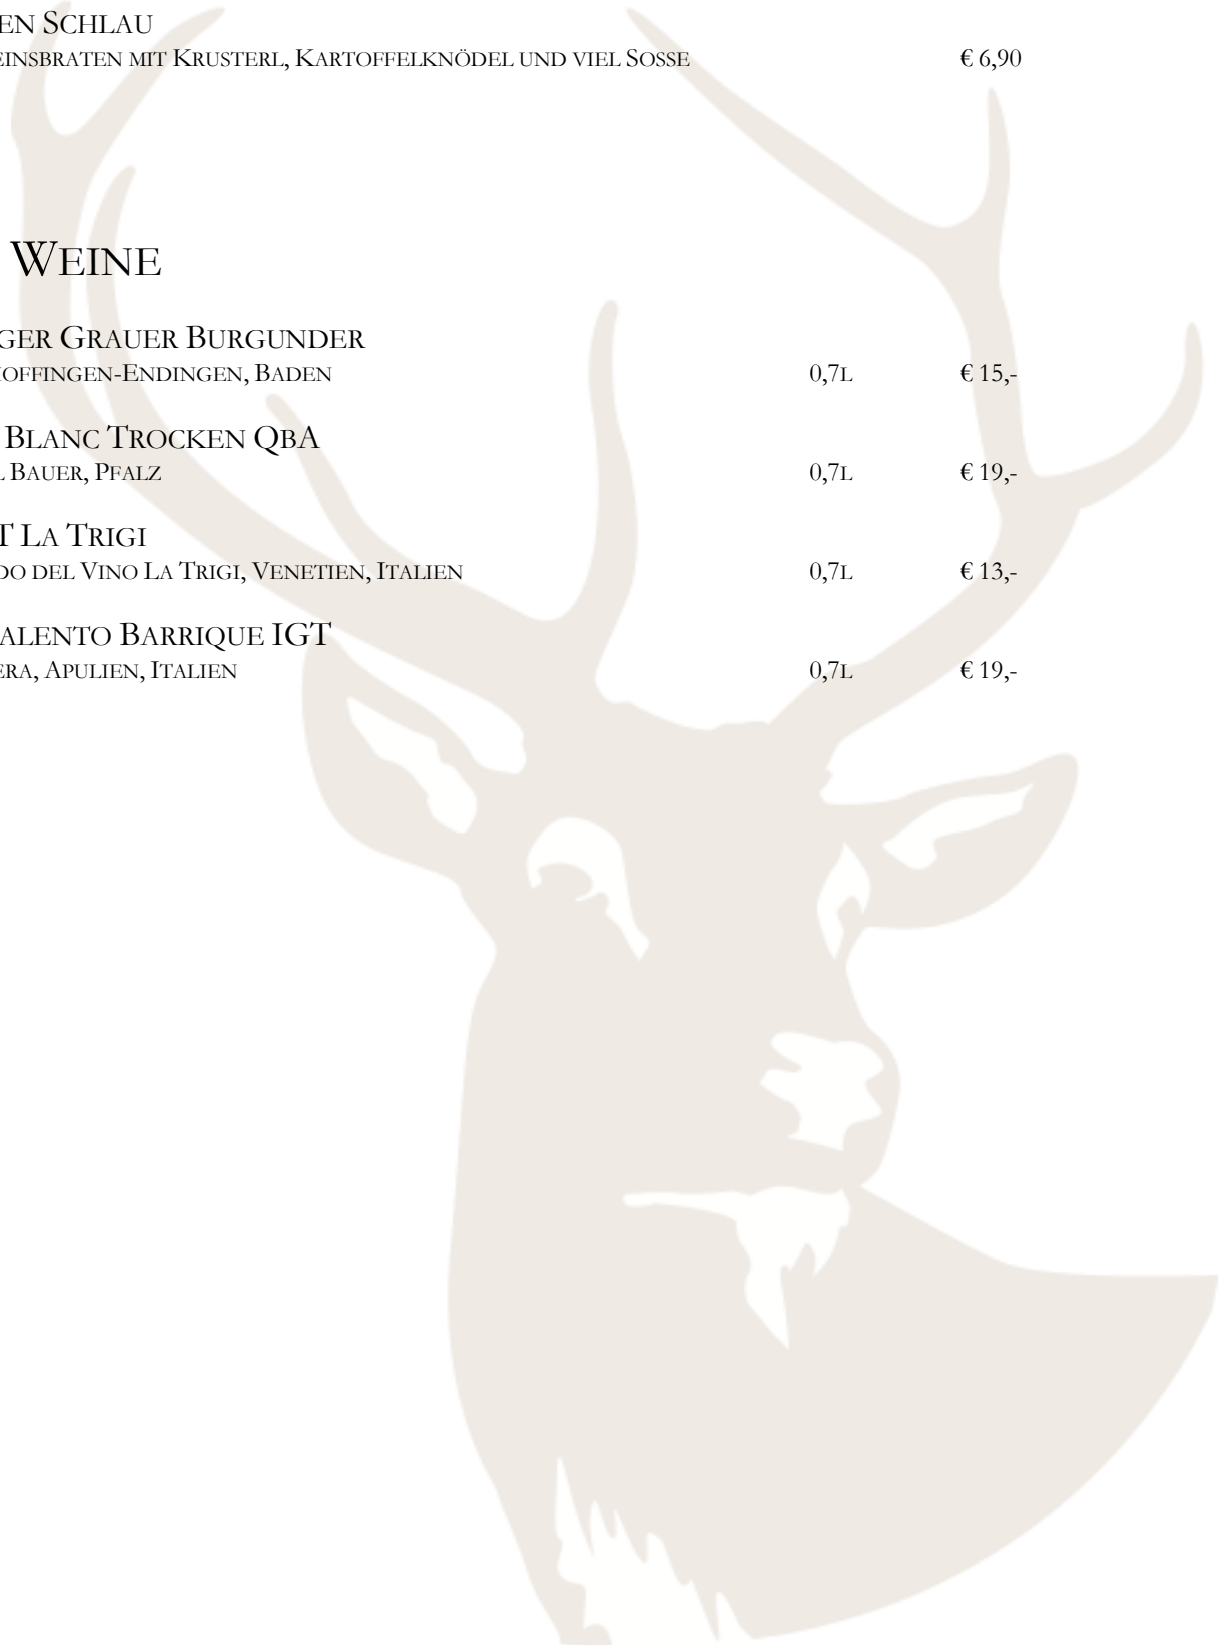 EN SCHLAU
EINSBRATEN MIT KRUSTERL, KARTOFFELKNÖDEL UND VIEL SOSSE € 6,90
WEINE
GER GRAUER BURGUNDER
OFFINGEN-ENDINGEN, BADEN 0,7L € 15,-
BLANC TROCKEN QBA
BAUER, PFALZ 0,7L € 19,-
LA TRIGI
DO DEL VINO LA TRIGI, VENETIEN, ITALIEN 0,7L € 13,-
ALENTO BARRIQUE IGT
ERA, APULIEN, ITALIEN 0,7L € 19,-